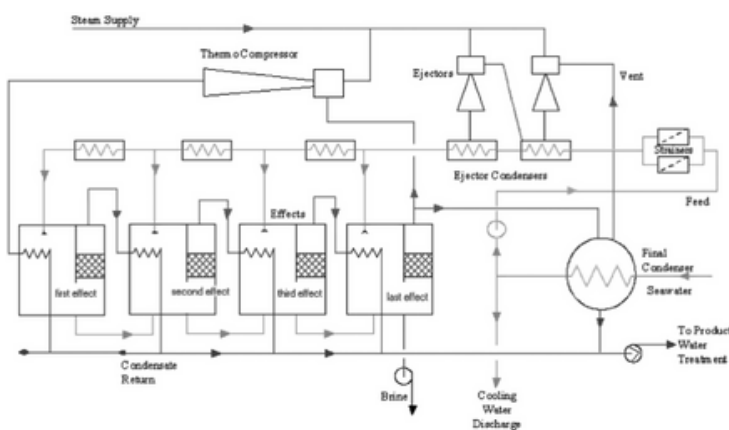 Steam Supply
Thermo Compressor
Ejectors
Vent
Strainers
Ejector Condensers
Feed
Effects
first effect
second effect
third effect
last effect
Final
Condenser
Seawater
To Product
Water
Treatment
Condensate
Return
Brine
Cooling
Water
Discharge